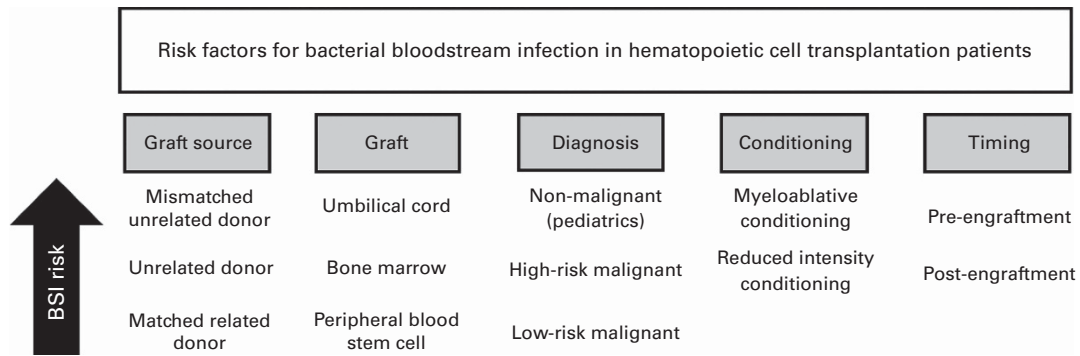 Risk factors for bacterial bloodstream infection in hematopoietic cell transplantation patients
Graft source
Graft
Diagnosis
Conditioning
Timing
BSI risk
Mismatched
unrelated donor
Umbilical cord
Non-malignant
(pediatrics)
Myeloablative
conditioning
Pre-engraftment
Unrelated donor
Bone marrow
High-risk malignant
Reduced intensity
conditioning
Post-engraftment
Matched related
donor
Peripheral blood
stem cell
Low-risk malignant